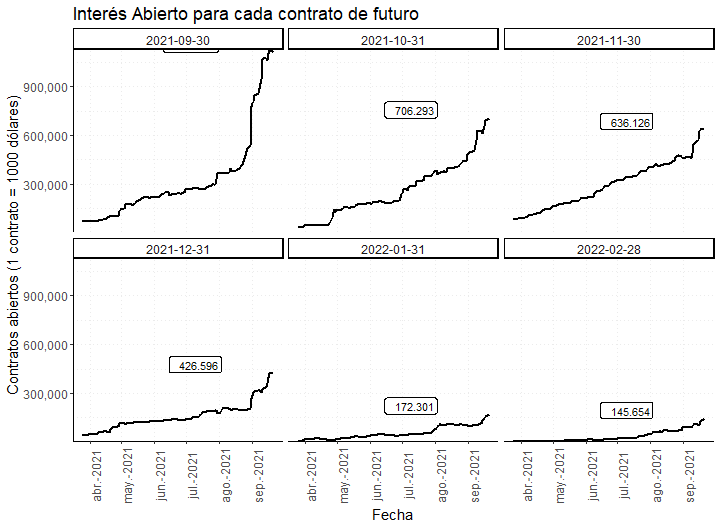 Interés Abierto para cada contrato de futuro
2021-09-30 2021-10-31 2021-11-30
Contratos abiertos (1 contrato = 1000 dólares)
900,000
600,000
300,000
706.293
636.126
2021-12-31 2022-01-31 2022-02-28
900,000
600,000
300,000
426.596
172.301
145.654
abr.-2021 may.-2021 jun.-2021 jul.-2021 ago.-2021 sep.-2021 abr.-2021 may.-2021 jun.-2021 jul.-2021 ago.-2021 sep.-2021 abr.-2021 may.-2021 jun.-2021 jul.-2021 ago.-2021 sep.-2021
Fecha